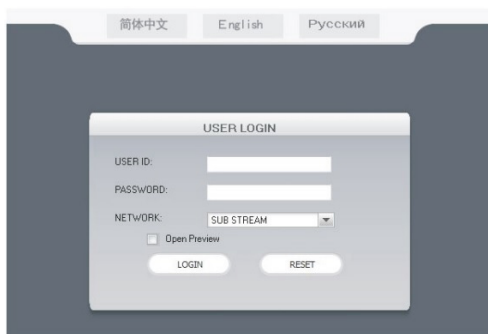 简体中文 English Русский
USER LOGIN
USER ID:
PASSWORD:
NETWORK: SUB STREAM
Open Preview
LOGIN RESET